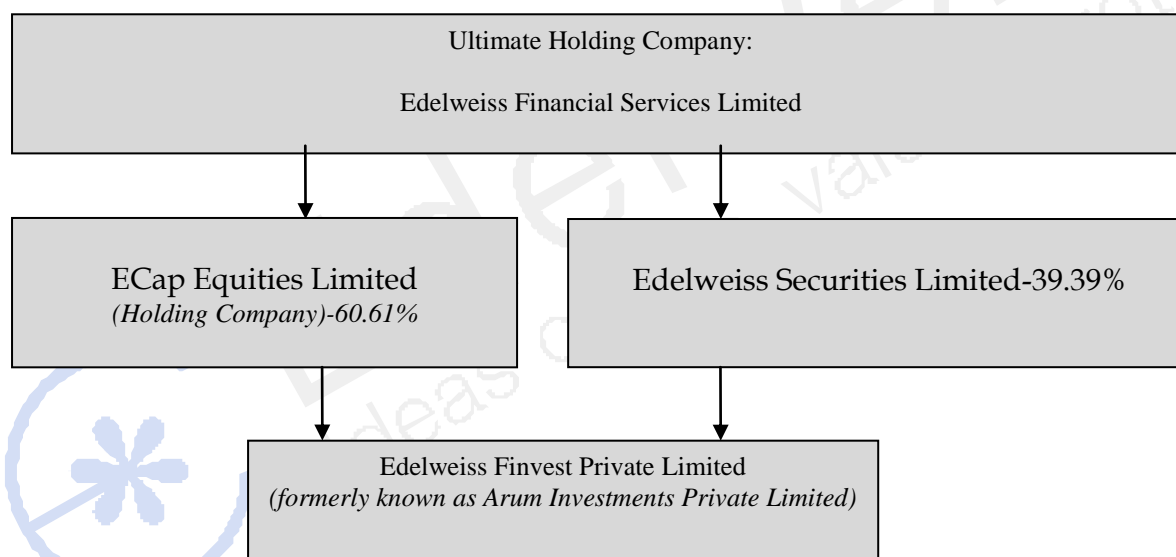 Ultimate Holding Company:
Edelweiss Financial Services Limited
ECap Equities Limited
(Holding Company)-60.61%
Edelweiss Securities Limited-39.39%
Edelweiss Finvest Private Limited
(formerly known as Arum Investments Private Limited)